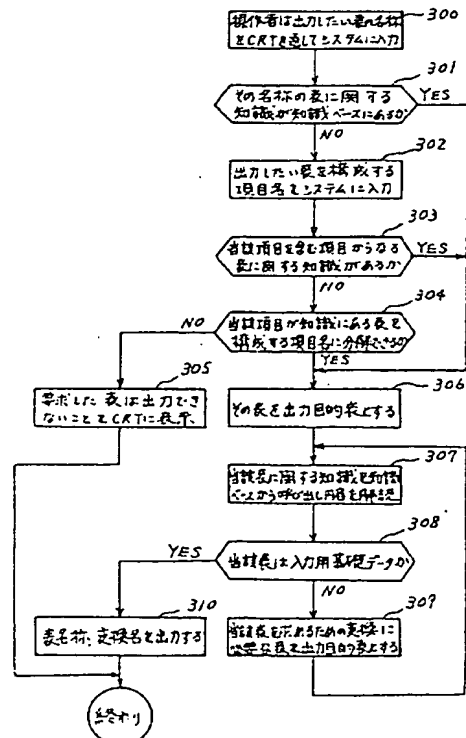 300
操作者は出力したい表の名称
をCRTを通してシステムに入力
301
その名称の表に関する
知識が知識ベースにあるか
YES
NO
302
出力したい表を構成する
項目名をシステムに入力
303
当該項目を含む項目からなる
表に関する知識があるか
YES
NO
304
当該項目が知識にある表を
構成する項目名に分解できるか
NO
YES
305
要求した表は出力でき
ないことをCRTに表示
306
その表を出力目的表とする
307
当該表に関する知識を知識
ベースから呼び出し内容を解読
308
当該表は入力用基礎データか
YES
NO
309
当該表を求めるための変換に
必要な表を出力目的表とする
310
表名称、変換名を出力する
終わり